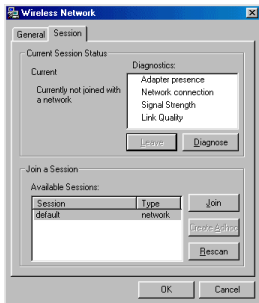 Wireless Network
General Session
Current Session Status
Current
Currently not joined with
a network
Diagnostics:
Adapter presence
Network connection
Signal Strength
Link Quality
Leave Diagnose
Join a Session
Available Sessions:
Session Type
default network
Join
Create Adhoc
Rescan
OK Cancel